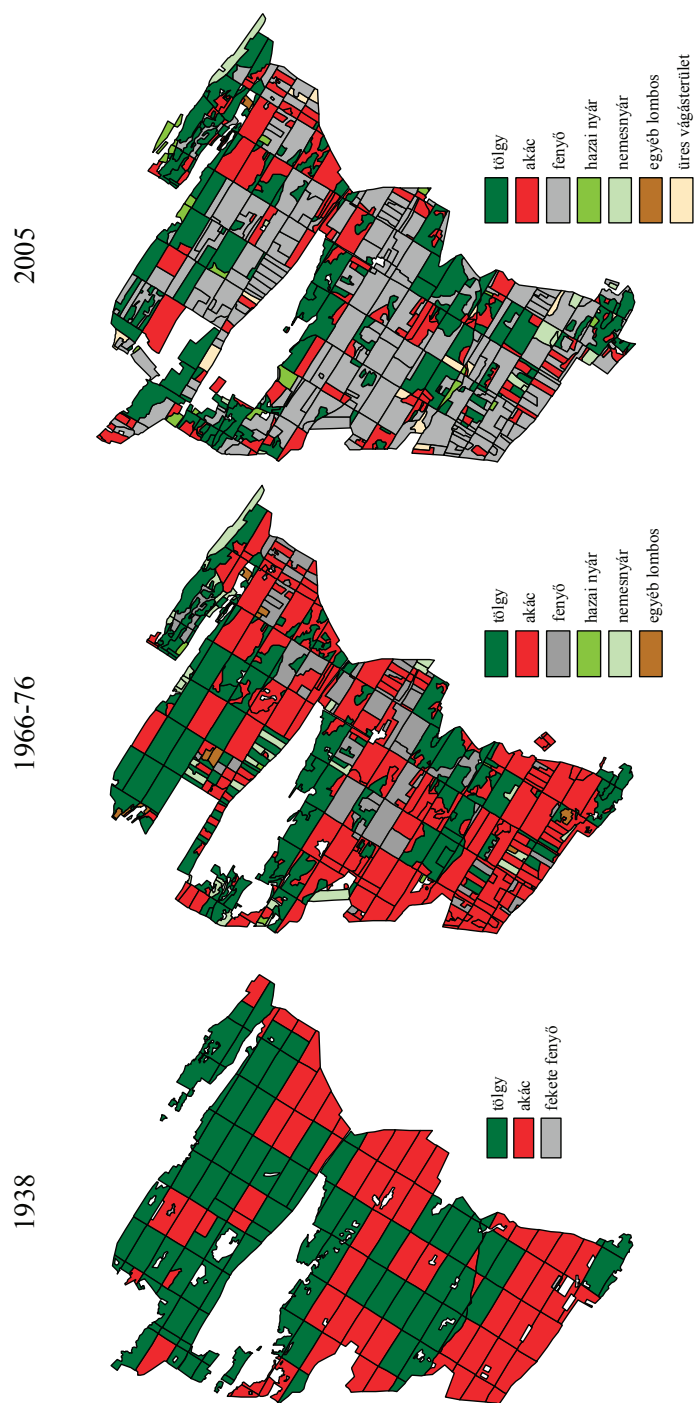 1938
tölgy
akác
fekete fenyő
1966-76
tölgy
akác
fenyő
hazai nyár
nemesnyár
egyéb lombos
2005
tölgy
akác
fenyő
hazai nyár
nemesnyár
egyéb lombos
üres vágásterület